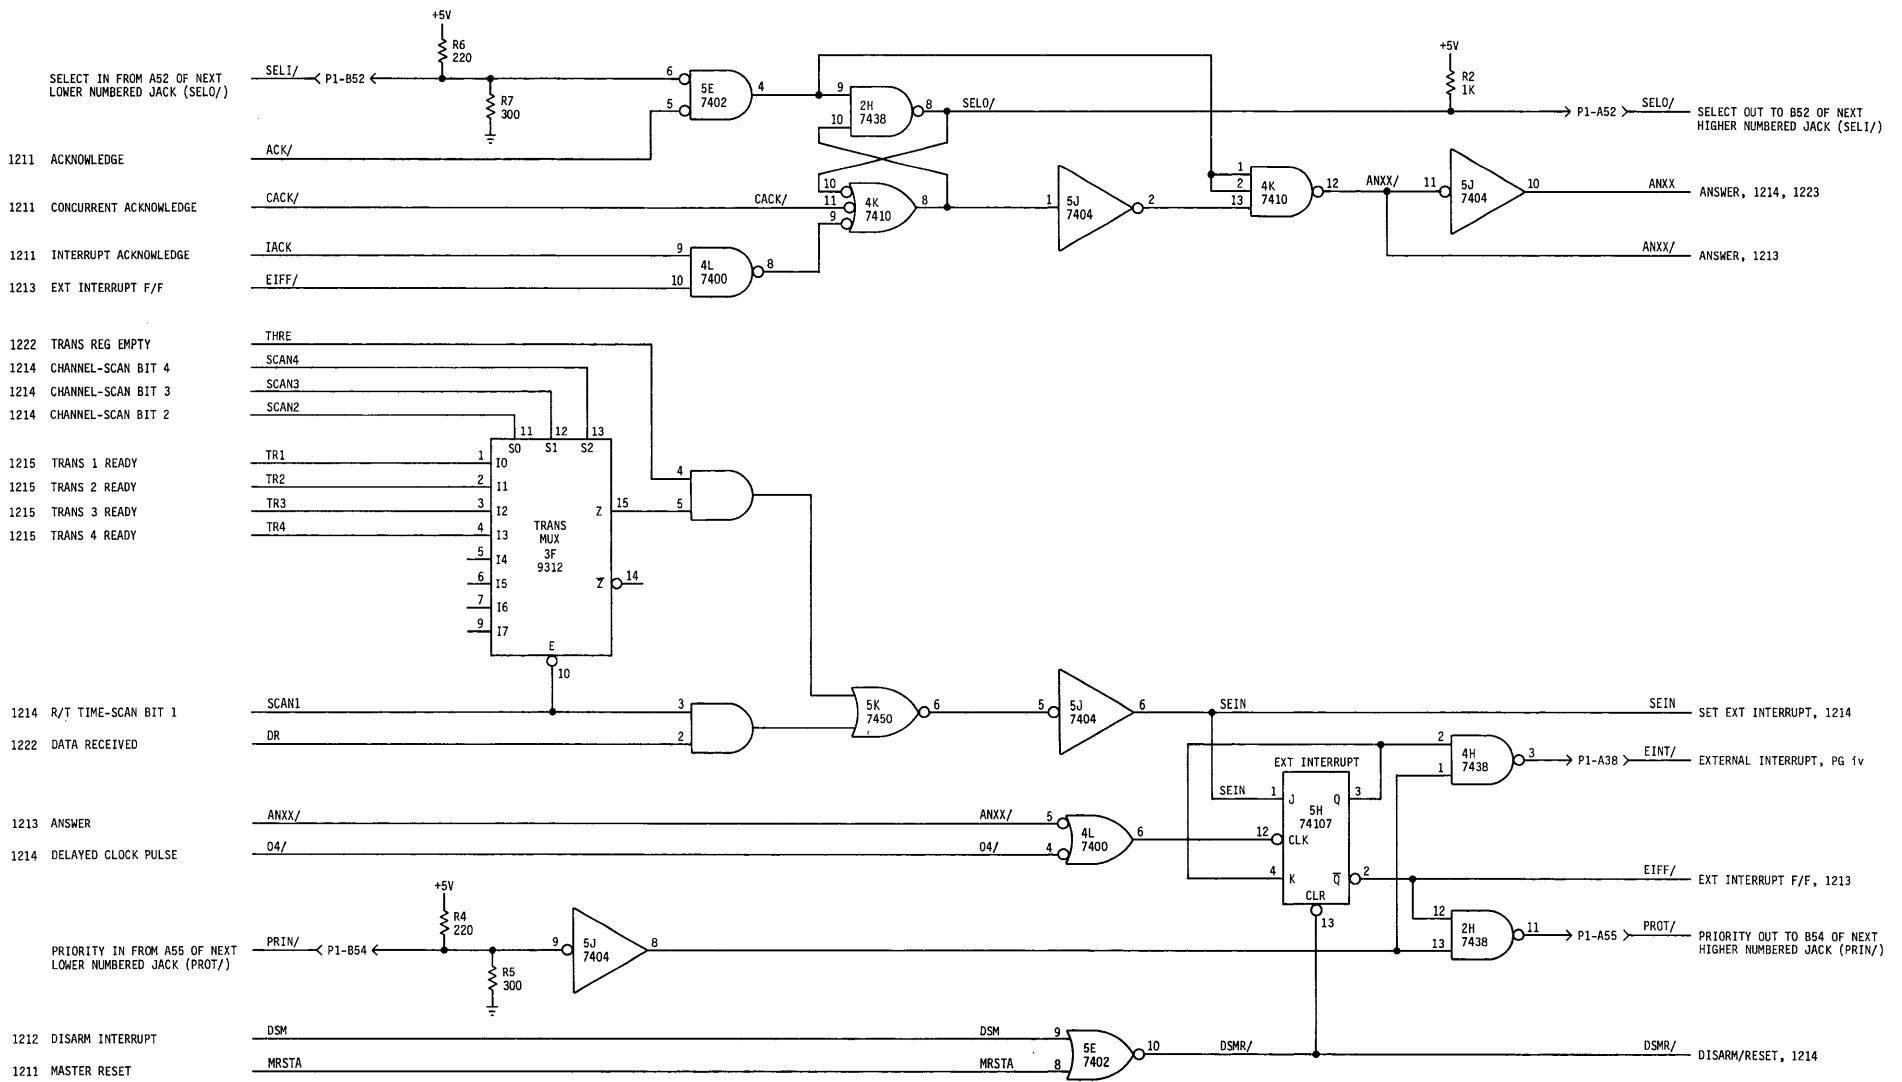 +5V
R6
220
SELECT IN FROM A52 OF NEXT
LOWER NUMBERED JACK (SELO/)
SELI/
P1-B52
R7
300
6
5
5E
7402
4
9
10
2H
7438
8
SELO/
+5V
R2
1K
P1-A52
SELO/
SELECT OUT TO B52 OF NEXT
HIGHER NUMBERED JACK (SELI/)
1211 ACKNOWLEDGE
ACK/
1211 CONCURRENT ACKNOWLEDGE
CACK/
CACK/
10
11
9
4K
7410
8
1
5J
7404
2
1
2
13
4K
7410
12
ANXX/
11
5J
7404
10
ANXX
ANSWER, 1214, 1223
ANXX/
ANSWER, 1213
1211 INTERRUPT ACKNOWLEDGE
IACK
9
1213 EXT INTERRUPT F/F
EIFF/
10
4L
7400
8
1222 TRANS REG EMPTY
THRE
1214 CHANNEL-SCAN BIT 4
SCAN4
1214 CHANNEL-SCAN BIT 3
SCAN3
1214 CHANNEL-SCAN BIT 2
SCAN2
11 12 13
S0 S1 S2
1215 TRANS 1 READY
TR1
1 I0
1215 TRANS 2 READY
TR2
2 I1
1215 TRANS 3 READY
TR3
3 I2
1215 TRANS 4 READY
TR4
4 I3
5 I4
6 I5
7 I6
9 I7
TRANS
MUX
3F
9312
Z 15
Z 14
E
10
4
5
1214 R/T TIME-SCAN BIT 1
SCAN1
3
1222 DATA RECEIVED
DR
2
5K
7450
6
5
5J
7404
6
SEIN
SEIN
SET EXT INTERRUPT, 1214
2
1
4H
7438
3
P1-A38
EINT/
EXTERNAL INTERRUPT, PG iv
EXT INTERRUPT
SEIN
1
J
Q
3
5H
74107
12
CLK
4
K
Q
2
CLR
13
1213 ANSWER
ANXX/
ANXX/
5
1214 DELAYED CLOCK PULSE
04/
04/
4
4L
7400
6
EIFF/
EXT INTERRUPT F/F, 1213
12
13
2H
7438
11
P1-A55
PROT/
PRIORITY OUT TO B54 OF NEXT
HIGHER NUMBERED JACK (PRIN/)
+5V
R4
220
PRIORITY IN FROM A55 OF NEXT
LOWER NUMBERED JACK (PROT/)
PRIN/
P1-B54
R5
300
9
5J
7404
8
1212 DISARM INTERRUPT
DSM
DSM
9
1211 MASTER RESET
MRSTA
MRSTA
8
5E
7402
10
DSMR/
DSMR/
DISARM/RESET, 1214